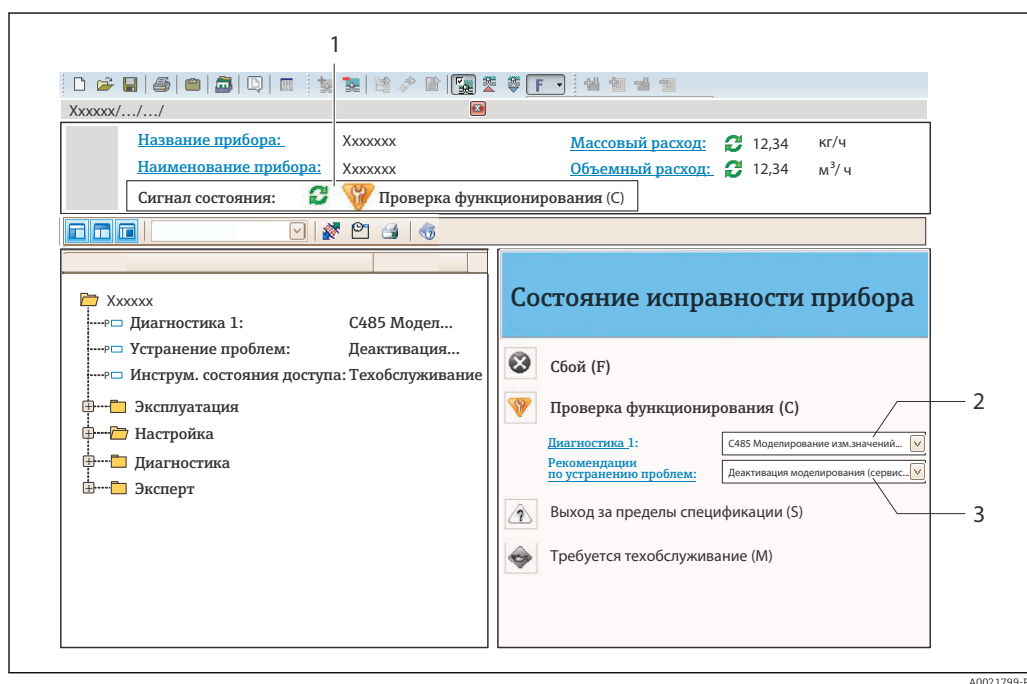 1
F
Xxxxxx/.../.../
Название прибора: Xxxxxxx Массовый расход: 12,34 кг/ч
Наименование прибора: Xxxxxxx Объемный расход: 12,34 м³/ ч
Сигнал состояния: Проверка функционирования (C)
Xxxxxx
P Диагностика 1: C485 Модел...
P Устранение проблем: Деактивация...
P Инструм. состояния доступа: Техобслуживание
Эксплуатация
Настройка
Диагностика
Эксперт
Состояние исправности прибора
Сбой (F)
Проверка функционирования (C)
2
Диагностика 1: C485 Моделирование изм.значений...
Рекомендации
по устранению проблем: Деактивация моделирования (сервис...
3
Выход за пределы спецификации (S)
Требуется техобслуживание (M)